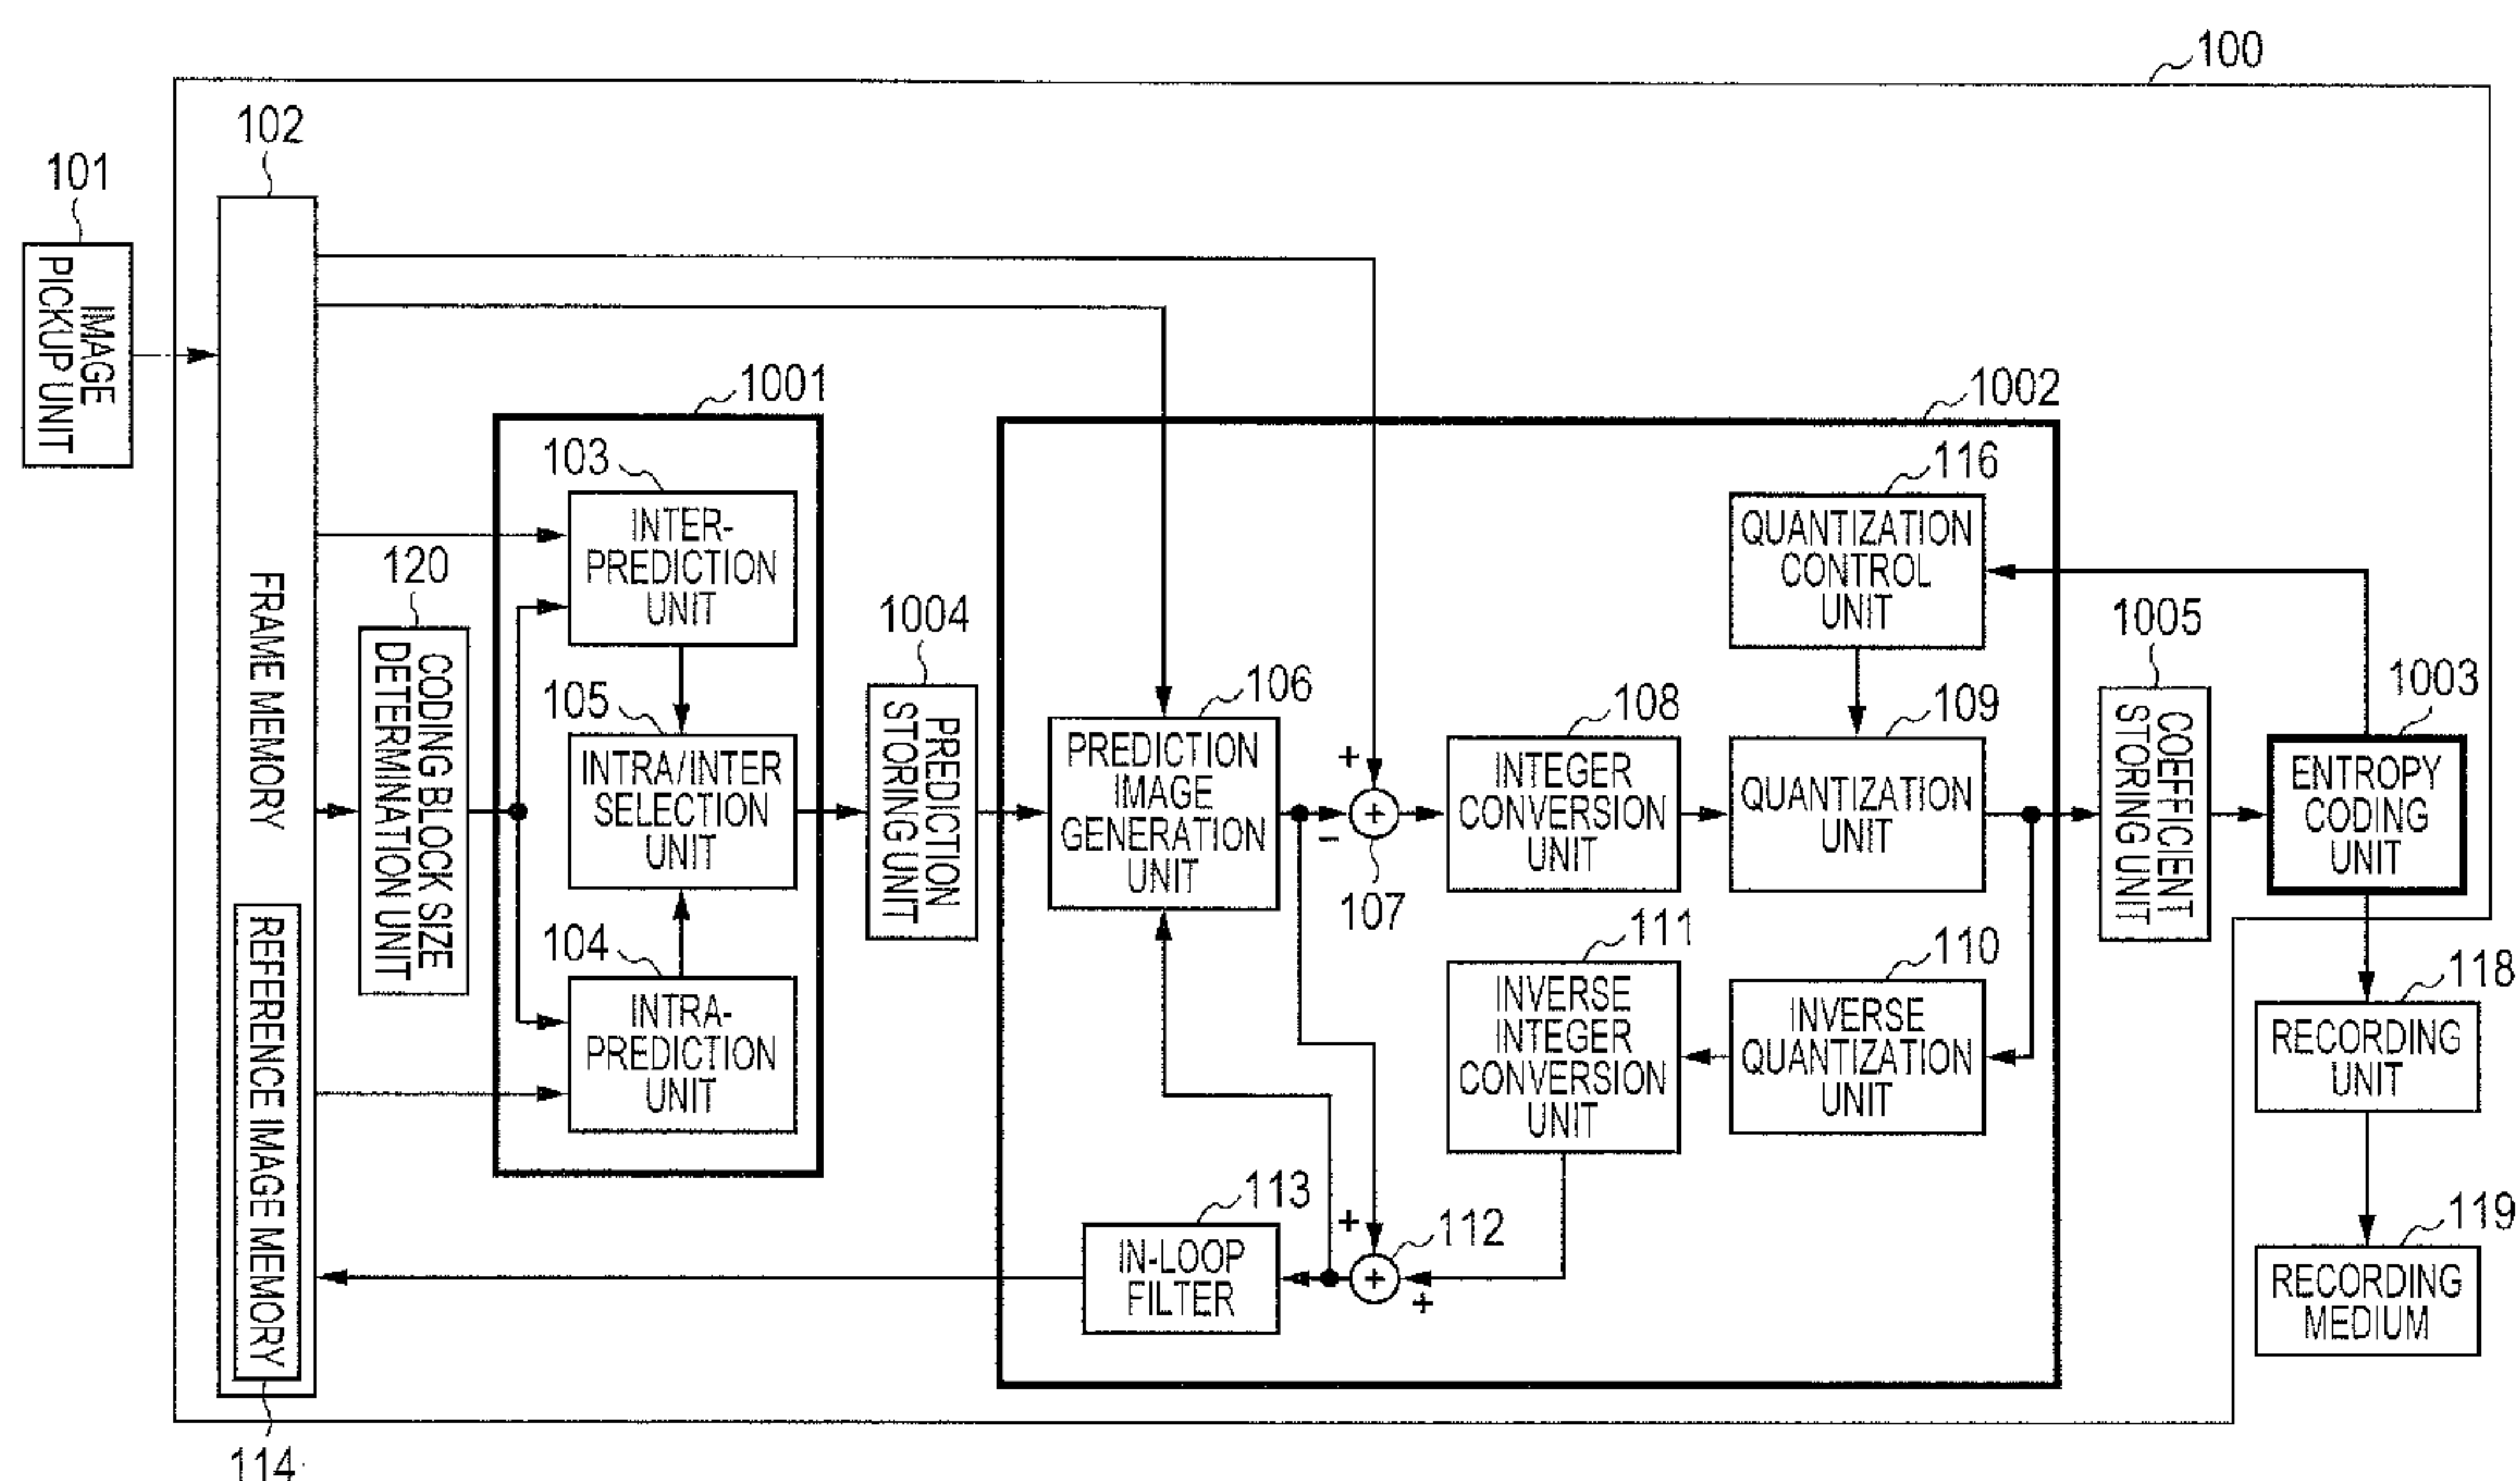 100
102
101
IMAGE
PICKUP UNIT
FRAME MEMORY
REFERENCE IMAGE MEMORY
114
120
CODING BLOCK SIZE
DETERMINATION UNIT
1001
103
INTER-
PREDICTION
UNIT
105
INTRA/INTER
SELECTION
UNIT
104
INTRA-
PREDICTION
UNIT
1004
PREDICTION
STORING UNIT
1002
106
PREDICTION
IMAGE
GENERATION
UNIT
+
−
+
107
108
INTEGER
CONVERSION
UNIT
116
QUANTIZATION
CONTROL
UNIT
109
QUANTIZATION
UNIT
111
INVERSE
INTEGER
CONVERSION
UNIT
110
INVERSE
QUANTIZATION
UNIT
113
IN-LOOP
FILTER
+
+
+
112
1005
COEFFICIENT
STORING UNIT
1003
ENTROPY
CODING
UNIT
118
RECORDING
UNIT
119
RECORDING
MEDIUM